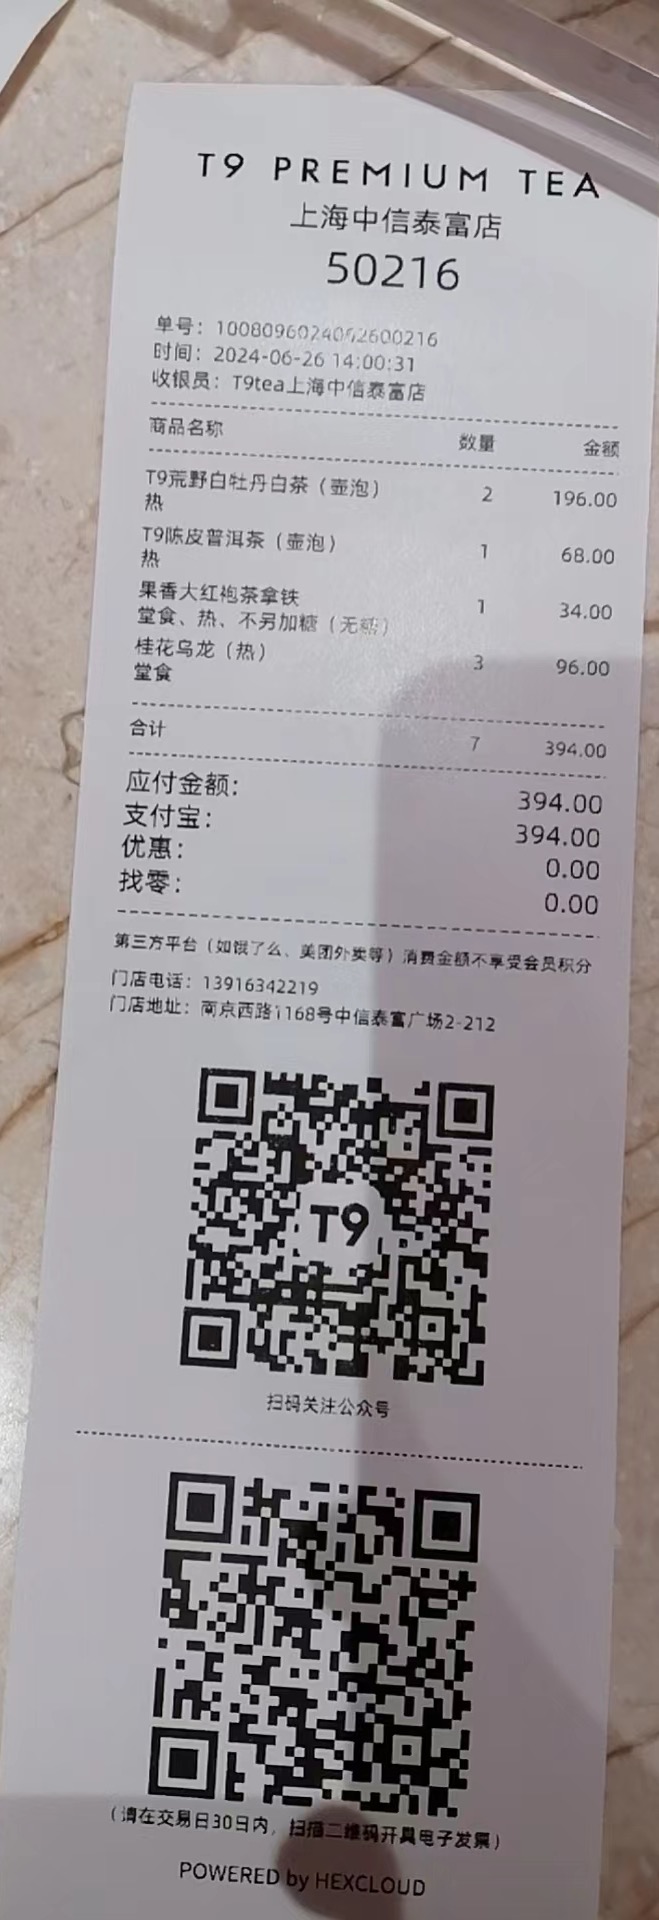 T9 PREMIUM TEA
上海中信泰富店
50216
单号：1008096024062600216
时间：2024-06-26 14:00:31
收银员：T9tea上海中信泰富店
商品名称 数量 金额
T9荒野白牡丹白茶（壶泡） 2 196.00
热
T9陈皮普洱茶（壶泡） 1 68.00
热
果香大红袍茶拿铁 1 34.00
堂食、热、不另加糖（无糖）
桂花乌龙（热） 3 96.00
堂食
合计 7 394.00
应付金额： 394.00
支付宝： 394.00
优惠： 0.00
找零： 0.00
第三方平台（如饿了么、美团外卖等）消费金额不享受会员积分
门店电话：13916342219
门店地址：南京西路1168号中信泰富广场2-212
T9
扫码关注公众号
（请在交易日30日内，扫描二维码开具电子发票）
POWERED by HEXCLOUD